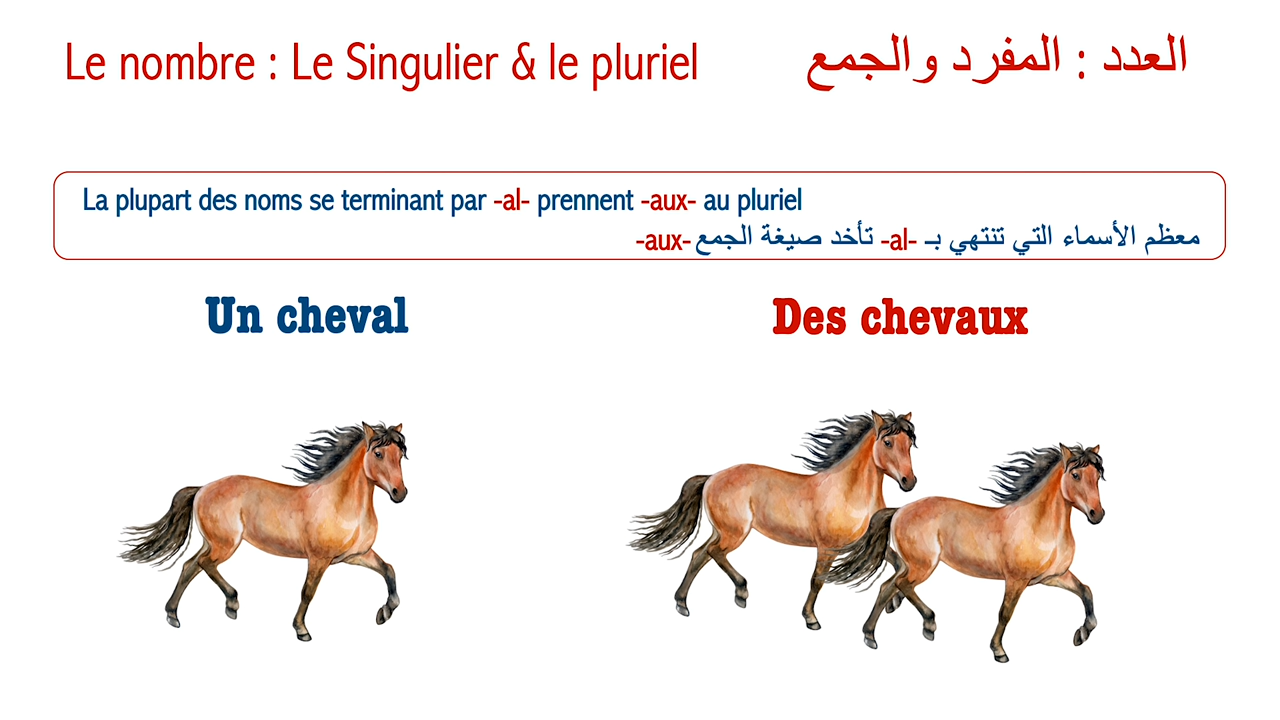 Le nombre : Le Singulier & le pluriel
العدد : المفرد والجمع
La plupart des noms se terminant par -al- prennent -aux- au pluriel
معظم الأسماء التي تنتهي بـ -al- تأخد صيغة الجمع -aux-
Un cheval
Des chevaux